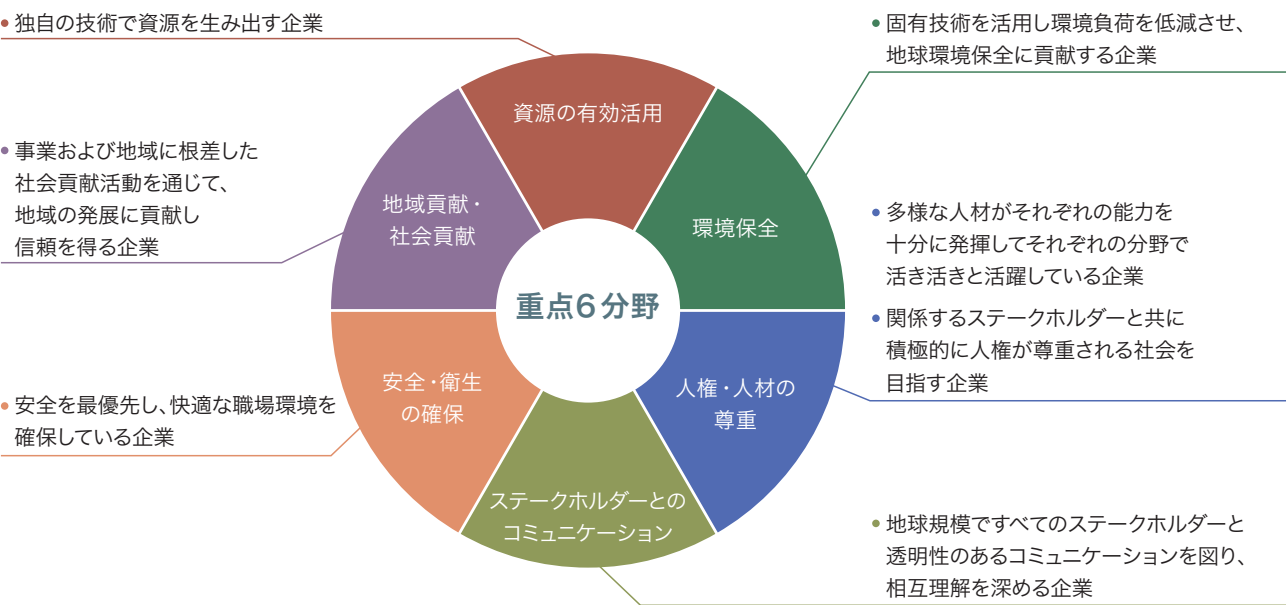 • 独自の技術で資源を生み出す企業
• 固有技術を活用し環境負荷を低減させ、
地球環境保全に貢献する企業
資源の有効活用
• 事業および地域に根差した
社会貢献活動を通じて、
地域の発展に貢献し
信頼を得る企業
地域貢献・
社会貢献
環境保全
• 多様な人材がそれぞれの能力を
十分に発揮してそれぞれの分野で
活き活きと活躍している企業
重点6分野
• 関係するステークホルダーと共に
積極的に人権が尊重される社会を
目指す企業
安全・衛生
の確保
人権・人材の
尊重
• 安全を最優先し、快適な職場環境を
確保している企業
ステークホルダーとの
コミュニケーション
• 地球規模ですべてのステークホルダーと
透明性のあるコミュニケーションを図り、
相互理解を深める企業